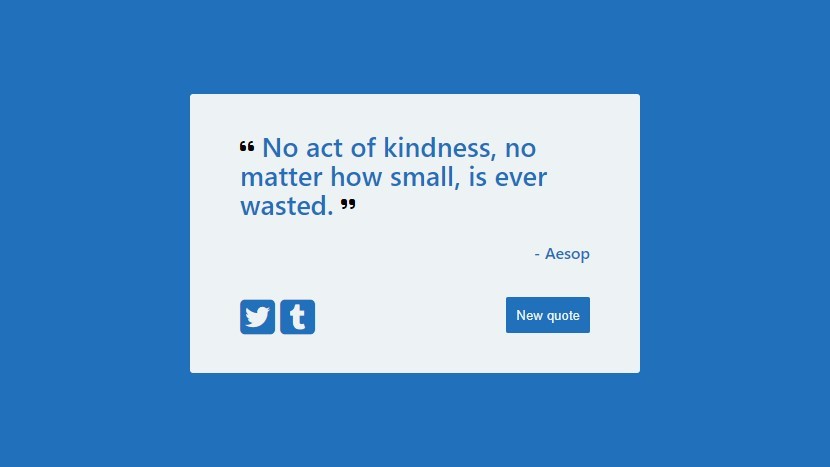 “ No act of kindness, no
matter how small, is ever
wasted. ”
- Aesop
New quote